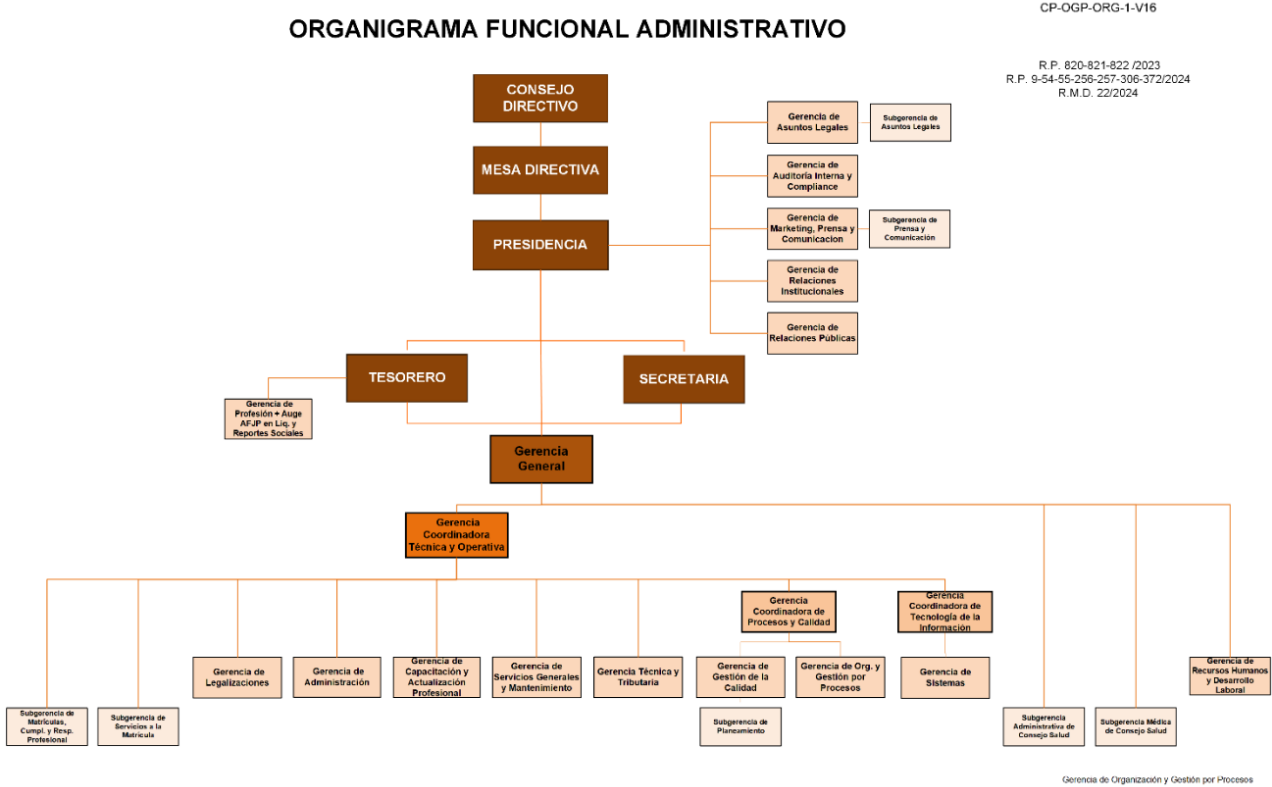 CP-OGP-ORG-1-V16
ORGANIGRAMA FUNCIONAL ADMINISTRATIVO
R.P. 820-821-822 /2023
R.P. 9-54-55-256-257-306-372/2024
R.M.D. 22/2024
CONSEJO
DIRECTIVO
MESA DIRECTIVA
PRESIDENCIA
Gerencia de
Asuntos Legales
Subgerencia de
Asuntos Legales
Gerencia de
Auditoría Interna y
Compliance
Gerencia de
Marketing, Prensa y
Comunicacion
Subgerencia de
Prensa y
Comunicación
Gerencia de
Relaciones
Institucionales
Gerencia de
Relaciones Públicas
TESORERO
SECRETARIA
Gerencia de
Profesión + Auge
AFJP en Liq. y
Reportes Sociales
Gerencia
General
Gerencia
Coordinadora
Técnica y Operativa
Gerencia
Coordinadora de
Procesos y Calidad
Gerencia
Coordinadora de
Tecnología de la
Información
Gerencia de
Legalizaciones
Gerencia de
Administración
Gerencia de
Capacitación y
Actualización
Profesional
Gerencia de
Servicios Generales
y Mantenimiento
Gerencia Técnica y
Tributaria
Gerencia de
Gestión de la
Calidad
Gerencia de Org. y
Gestión por
Procesos
Gerencia de
Sistemas
Gerencia de
Recursos Humanos
y Desarrollo
Laboral
Subgerencia de
Matrículas,
Cumpl. y Resp.
Profesional
Subgerencia de
Servicios a la
Matrícula
Subgerencia de
Planeamiento
Subgerencia
Administrativa de
Consejo Salud
Subgerencia Médica
de Consejo Salud
Gerencia de Organización y Gestión por Procesos